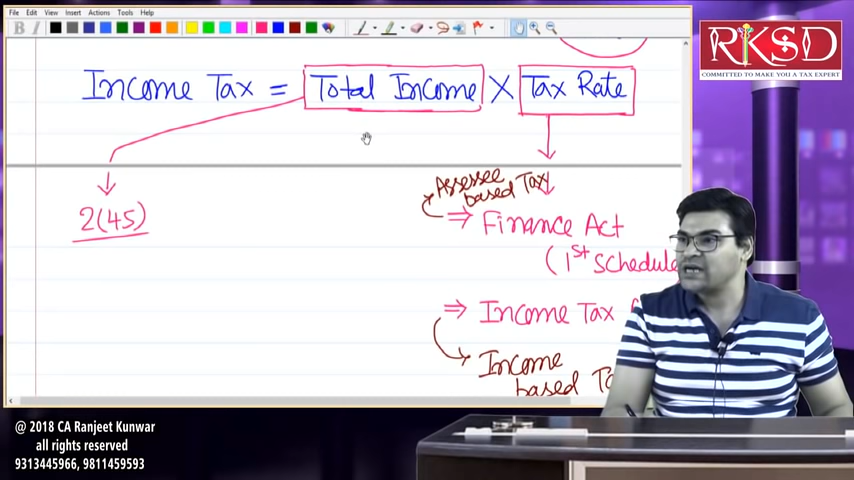 File Edit View Insert Actions Tools Help
B I
RKSD
COMMITTED TO MAKE YOU A TAX EXPERT
Income Tax = Total Income X Tax Rate
Assessee
based Tax
2(45)
⇒ Finance Act
(1st Schedule
⇒ Income Tax
Income
based
@ 2018 CA Ranjeet Kunwar
all rights reserved
9313445966, 9811459593